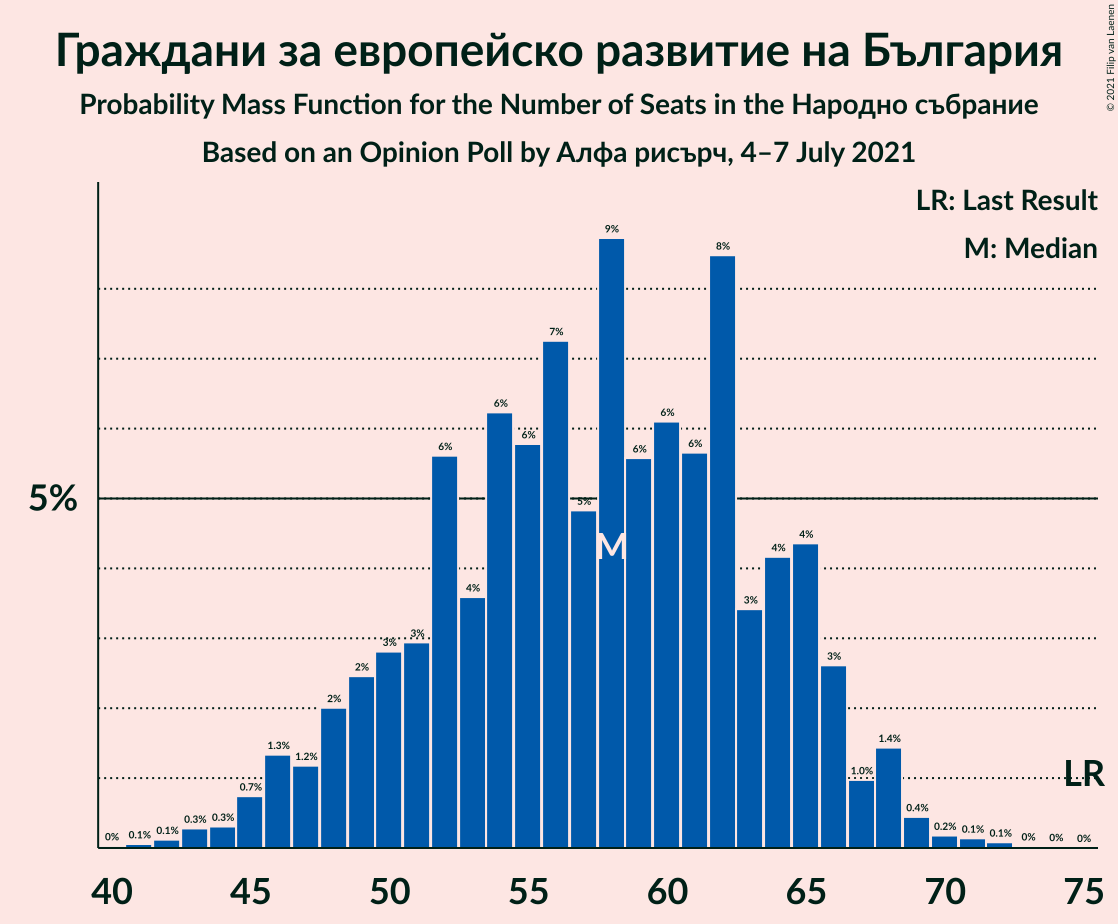 Граждани за европейско развитие на България
Probability Mass Function for the Number of Seats in the Народно събрание
Based on an Opinion Poll by Алфа рисърч, 4–7 July 2021
© 2021 Filip van Laenen
LR: Last Result
M: Median
5%
0% 0.1% 0.1% 0.3% 0.3% 0.7% 1.3% 1.2% 2% 2% 3% 3% 6% 4% 6% 6% 7% 5% 9% 6% 6% 6% 8% 3% 4% 4% 3% 1.0% 1.4% 0.4% 0.2% 0.1% 0.1% 0% 0% 0%
M
LR
40 45 50 55 60 65 70 75